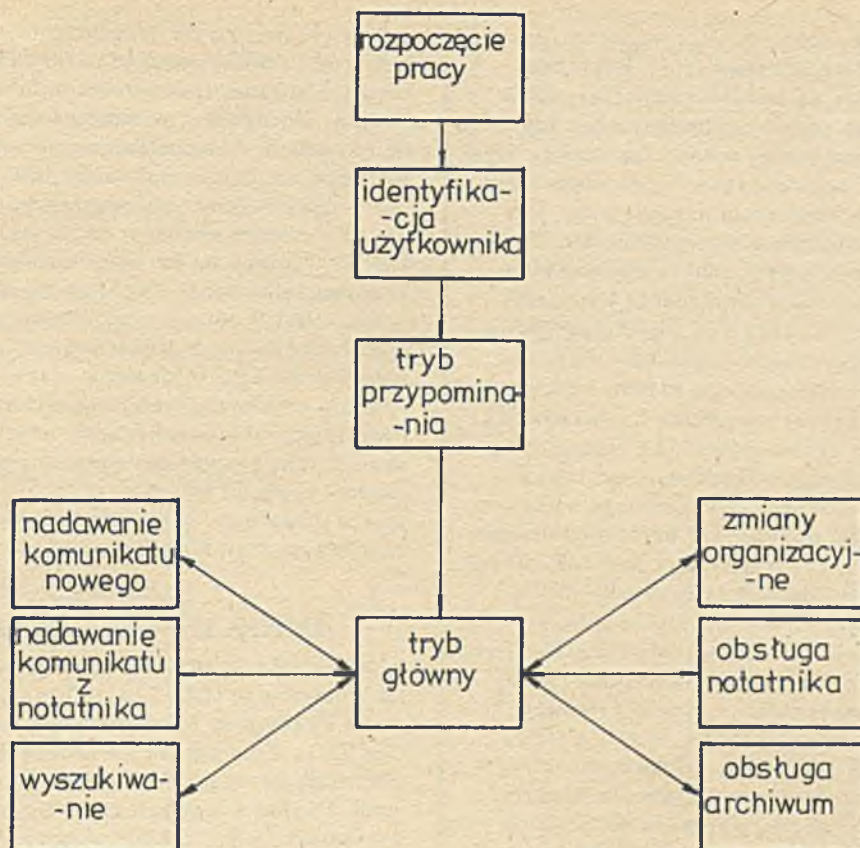 rozpoczęcie
pracy
identyfika-
-cja
użytkownika
tryb
przypomina-
-nia
nadawanie
komunikatu
nowego
nadawanie
komunikatu
z
notatnika
wyszukiwa-
-nie
tryb
główny
zmiany
organizacyj-
-ne
obsługa
notatnika
obsługa
archiwum